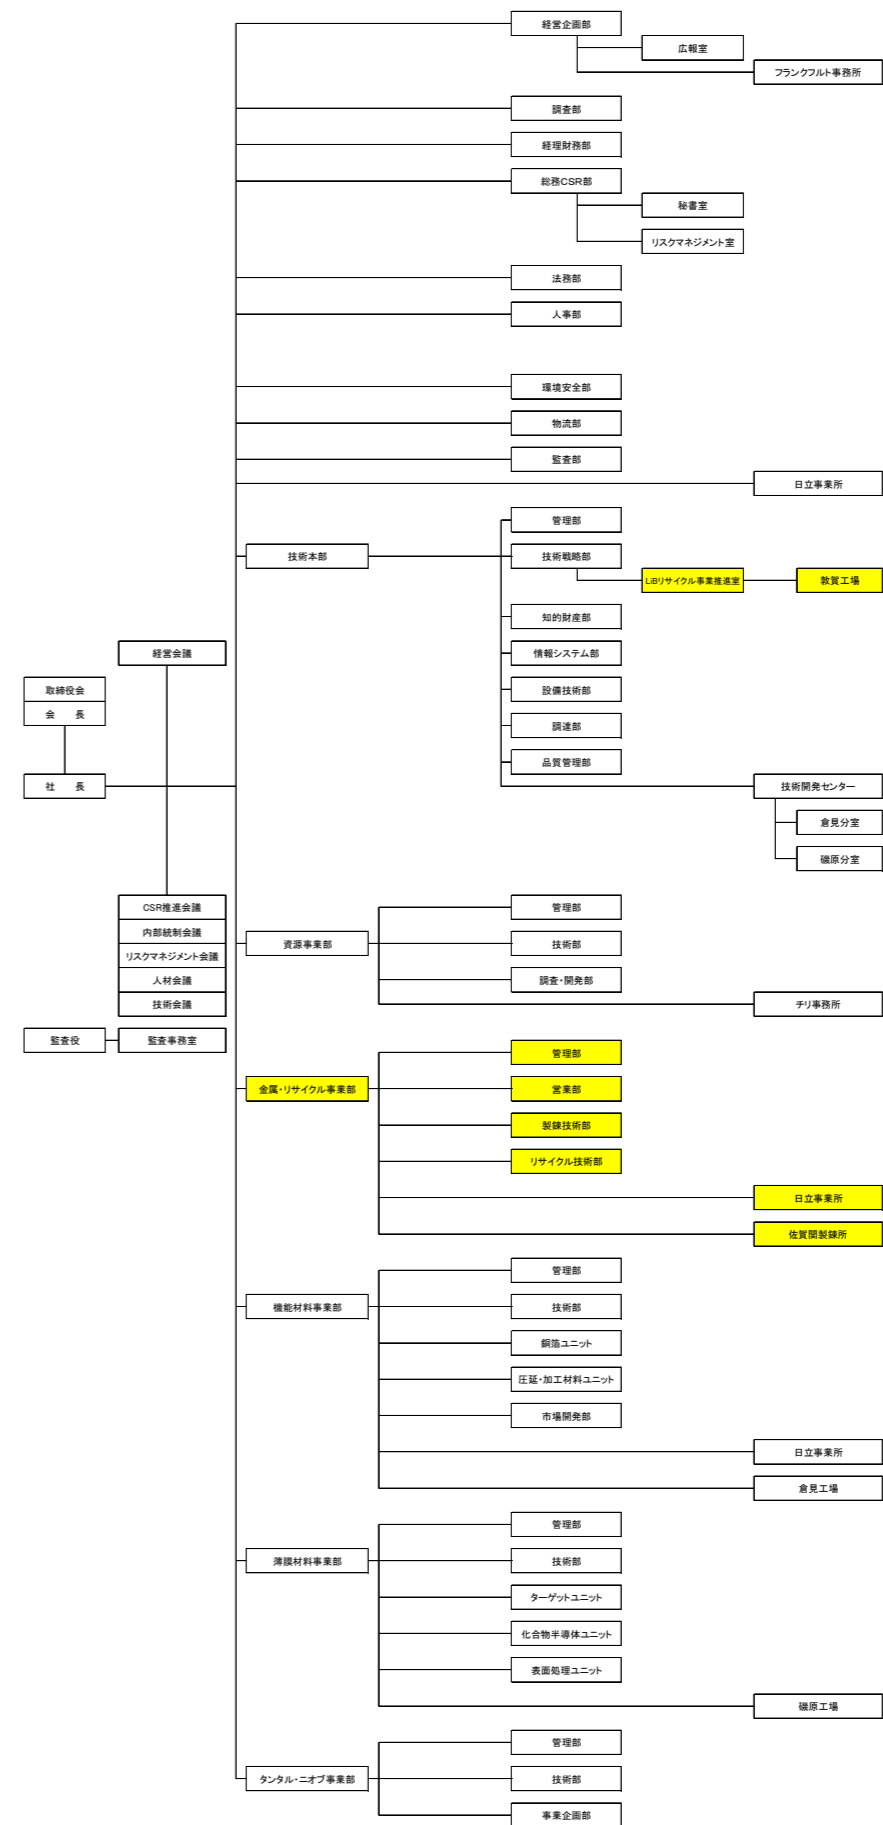 経営企画部
広報室
フランクフルト事務所
調査部
経理財務部
総務CSR部
秘書室
リスクマネジメント室
法務部
人事部
環境安全部
物流部
監査部
日立事業所
管理部
技術本部
技術戦略部
LiBリサイクル事業推進室
敦賀工場
知的財産部
経営会議
情報システム部
取締役会
設備技術部
会　長
調達部
品質管理部
社　長
技術開発センター
倉見分室
磯原分室
CSR推進会議
管理部
内部統制会議
資源事業部
技術部
リスクマネジメント会議
人材会議
調査・開発部
技術会議
チリ事務所
監査役
監査事務室
管理部
金属・リサイクル事業部
営業部
製錬技術部
リサイクル技術部
日立事業所
佐賀関製錬所
管理部
機能材料事業部
技術部
銅箔ユニット
圧延・加工材料ユニット
市場開発部
日立事業所
倉見工場
管理部
薄膜材料事業部
技術部
ターゲットユニット
化合物半導体ユニット
表面処理ユニット
磯原工場
管理部
タンタル・ニオブ事業部
技術部
事業企画部